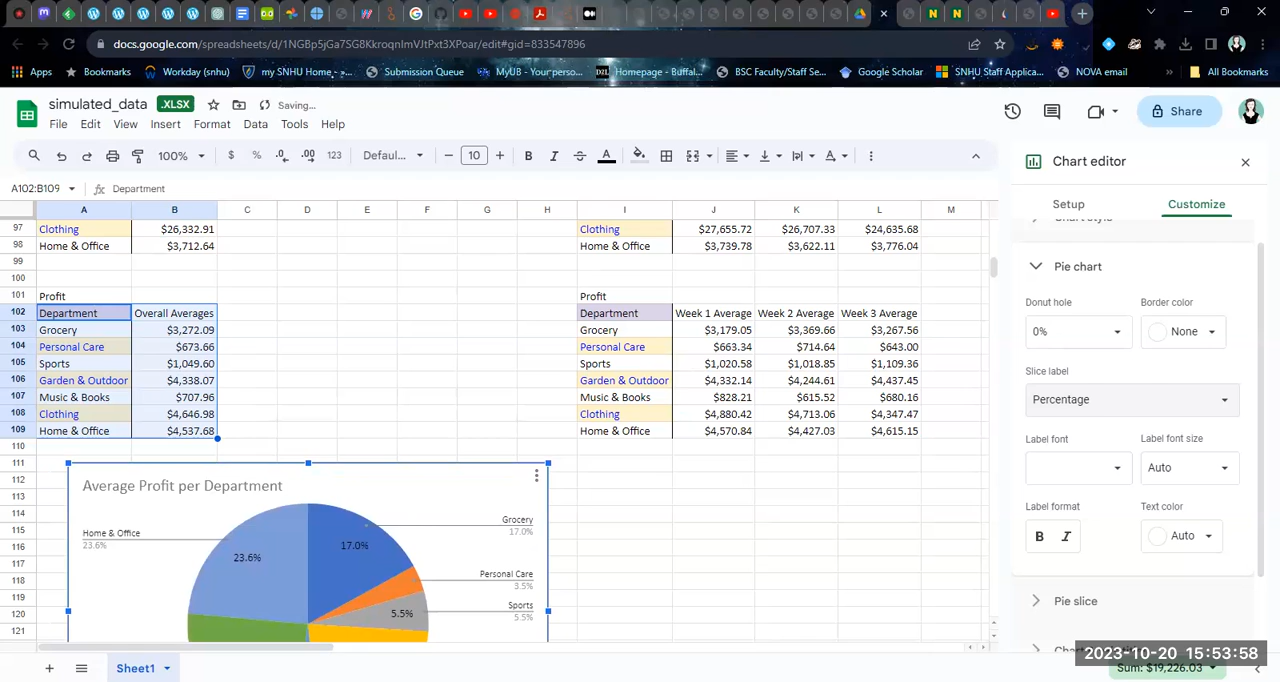 docs.google.com/spreadsheets/d/1NGBp5jGa7SG8KkroqnImVJtPxt3XPoar/edit#gid=833547896
Apps Bookmarks Workday (snhu) my SNHU Home - ... Submission Queue MyUB - Your perso... Homepage - Buffal... BSC Faculty/Staff Se... Google Scholar SNHU Staff Applica... NOVA email » All Bookmarks
simulated_data .XLSX Saving...
File Edit View Insert Format Data Tools Help
Share
100% $ % .0 .00 123 Defaul... 10 B I A
A102:B109 fx Department
A B C D E F G H I J K L M
97 Clothing $26,332.91 Clothing $27,655.72 $26,707.33 $24,635.68
98 Home & Office $3,712.64 Home & Office $3,739.78 $3,622.11 $3,776.04
99
100
101 Profit Profit
102 Department Overall Averages Department Week 1 Average Week 2 Average Week 3 Average
103 Grocery $3,272.09 Grocery $3,179.05 $3,369.66 $3,267.56
104 Personal Care $673.66 Personal Care $663.34 $714.64 $643.00
105 Sports $1,049.60 Sports $1,020.58 $1,018.85 $1,109.36
106 Garden & Outdoor $4,338.07 Garden & Outdoor $4,332.14 $4,244.61 $4,437.45
107 Music & Books $707.96 Music & Books $828.21 $615.52 $680.16
108 Clothing $4,646.98 Clothing $4,880.42 $4,713.06 $4,347.47
109 Home & Office $4,537.68 Home & Office $4,570.84 $4,427.03 $4,615.15
110
111
112
113
114
115
116
117
118
119
120
121
Average Profit per Department
Home & Office
23.6%
23.6%
17.0%
Grocery
17.0%
Personal Care
3.5%
5.5%
Sports
5.5%
Chart editor
Setup Customize
Chart style
Pie chart
Donut hole Border color
0% None
Slice label
Percentage
Label font Label font size
Auto
Label format Text color
B I Auto
Pie slice
2023-10-20 15:53:58
Sheet1
Sum: $19,226.03